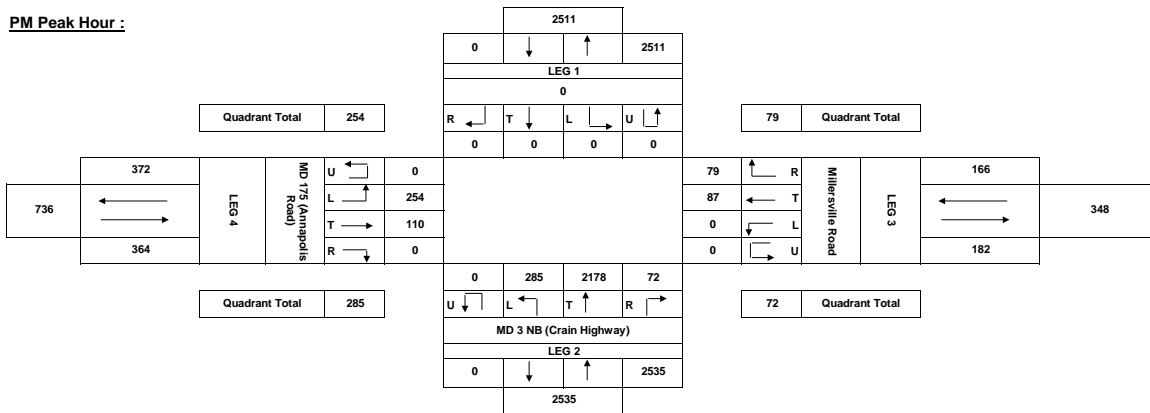 PM Peak Hour :
2511
0 2511
LEG 1
0
Quadrant Total 254
R T L U
79 Quadrant Total
0 0 0 0
372
U 0
79 R
166
736
LEG 4
MD 175 (Annapolis
Road)
L 254
87 T
Millersville Road
LEG 3
348
T 110
0 L
364
R 0
0 U
182
0 285 2178 72
Quadrant Total 285
U L T R
72 Quadrant Total
MD 3 NB (Crain Highway)
LEG 2
0 2535
2535